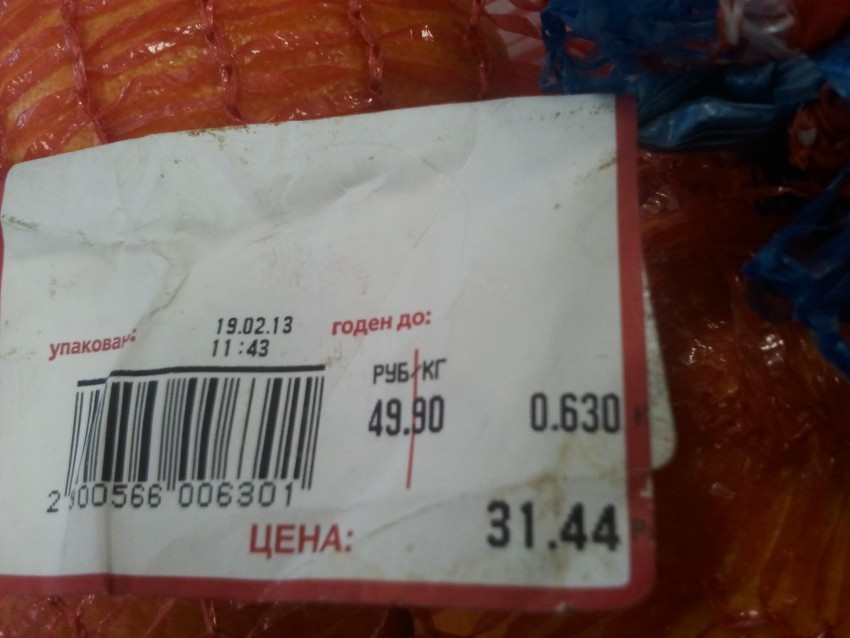 упакован:
19.02.13
11:43
годен до:
РУБ/КГ
49.90
0.630 К
2 900566 006301
ЦЕНА:
31.44 Р.